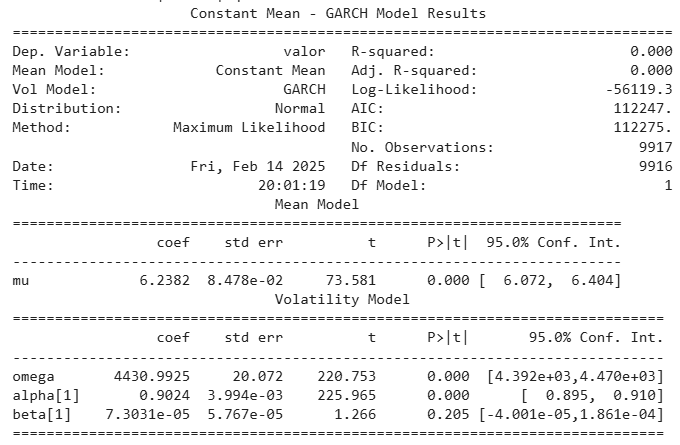 Constant Mean - GARCH Model Results
==============================================================================
Dep. Variable: valor R-squared: 0.000
Mean Model: Constant Mean Adj. R-squared: 0.000
Vol Model: GARCH Log-Likelihood: -56119.3
Distribution: Normal AIC: 112247.
Method: Maximum Likelihood BIC: 112275.
No. Observations: 9917
Date: Fri, Feb 14 2025 Df Residuals: 9916
Time: 20:01:19 Df Model: 1
Mean Model
========================================================================
coef std err t P>|t| 95.0% Conf. Int.
------------------------------------------------------------------------
mu 6.2382 8.478e-02 73.581 0.000 [ 6.072, 6.404]
Volatility Model
=============================================================================
coef std err t P>|t| 95.0% Conf. Int.
-----------------------------------------------------------------------------
omega 4430.9925 20.072 220.753 0.000 [4.392e+03,4.470e+03]
alpha[1] 0.9024 3.994e-03 225.965 0.000 [ 0.895, 0.910]
beta[1] 7.3031e-05 5.767e-05 1.266 0.205 [-4.001e-05,1.861e-04]
=============================================================================